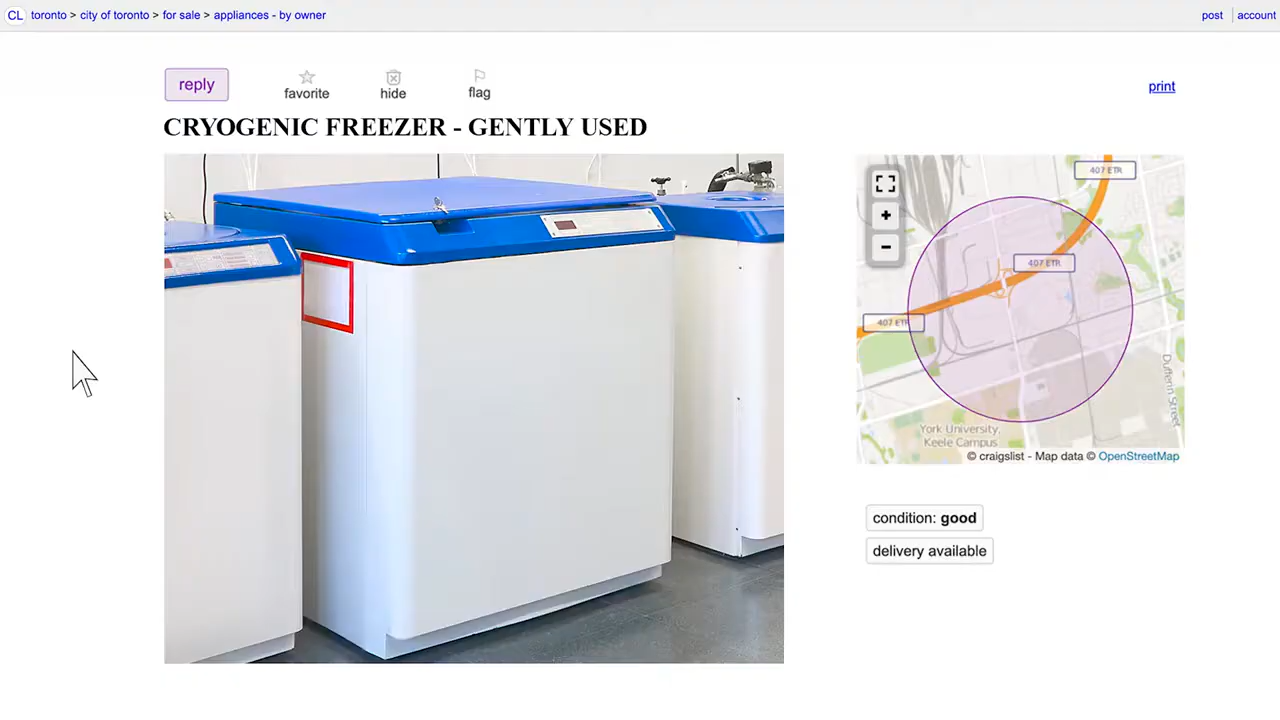 CL toronto > city of toronto > for sale > appliances - by owner
post account
reply
favorite
hide
flag
print
CRYOGENIC FREEZER - GENTLY USED
407 ETR
407 ETR
407 ETR
Dufferin Street
York University,
Keele Campus
© craigslist - Map data © OpenStreetMap
condition: good
delivery available